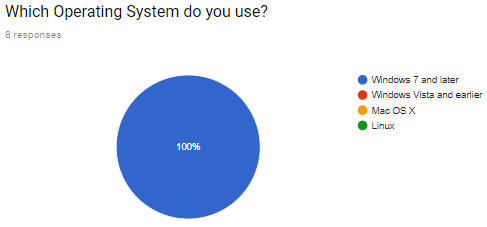 Which Operating System do you use?
8 responses
100%
Windows 7 and later
Windows Vista and earlier
Mac OS X
Linux